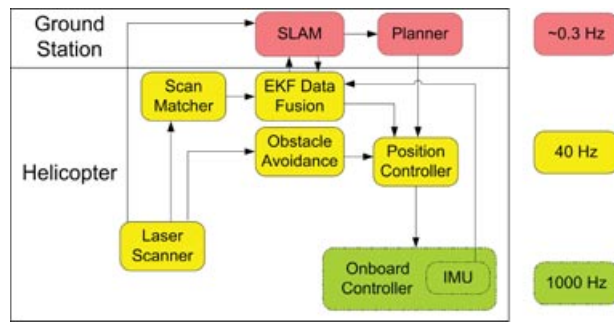 Ground
Station
SLAM
Planner
~0.3 Hz
Helicopter
Scan
Matcher
EKF Data
Fusion
Obstacle
Avoidance
Position
Controller
40 Hz
Laser
Scanner
Onboard
Controller
IMU
1000 Hz